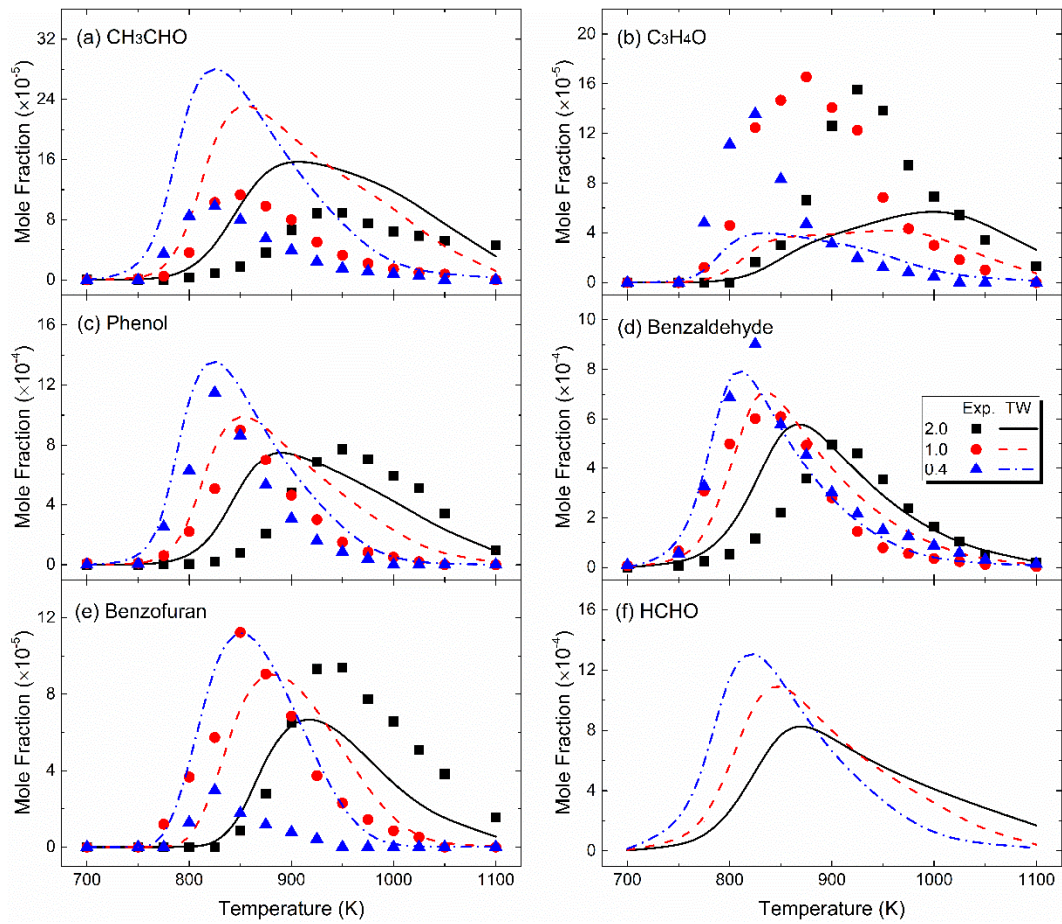 (a) CH₃CHO
Mole Fraction (×10⁻⁵)
32
24
16
8
0
(b) C₃H₄O
Mole Fraction (×10⁻⁵)
20
16
12
8
4
0
(c) Phenol
Mole Fraction (×10⁻⁴)
16
12
8
4
0
(d) Benzaldehyde
Mole Fraction (×10⁻⁴)
10
8
6
4
2
0
Exp. TW
2.0
1.0
0.4
(e) Benzofuran
Mole Fraction (×10⁻⁵)
12
8
4
0
700 800 900 1000 1100
Temperature (K)
(f) HCHO
Mole Fraction (×10⁻⁴)
16
12
8
4
0
700 800 900 1000 1100
Temperature (K)